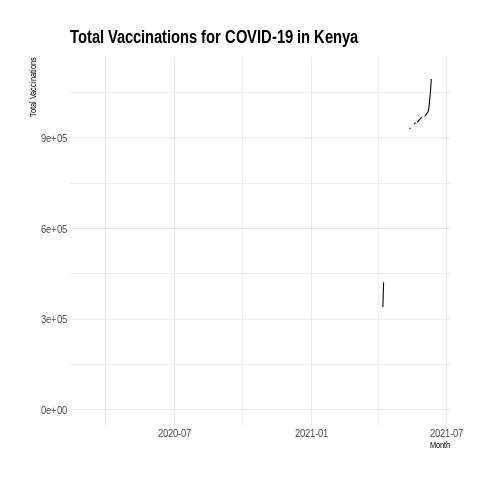 Total Vaccinations for COVID-19 in Kenya
Total Vaccinations
9e+05
6e+05
3e+05
0e+00
2020-07
2021-01
2021-07
Month